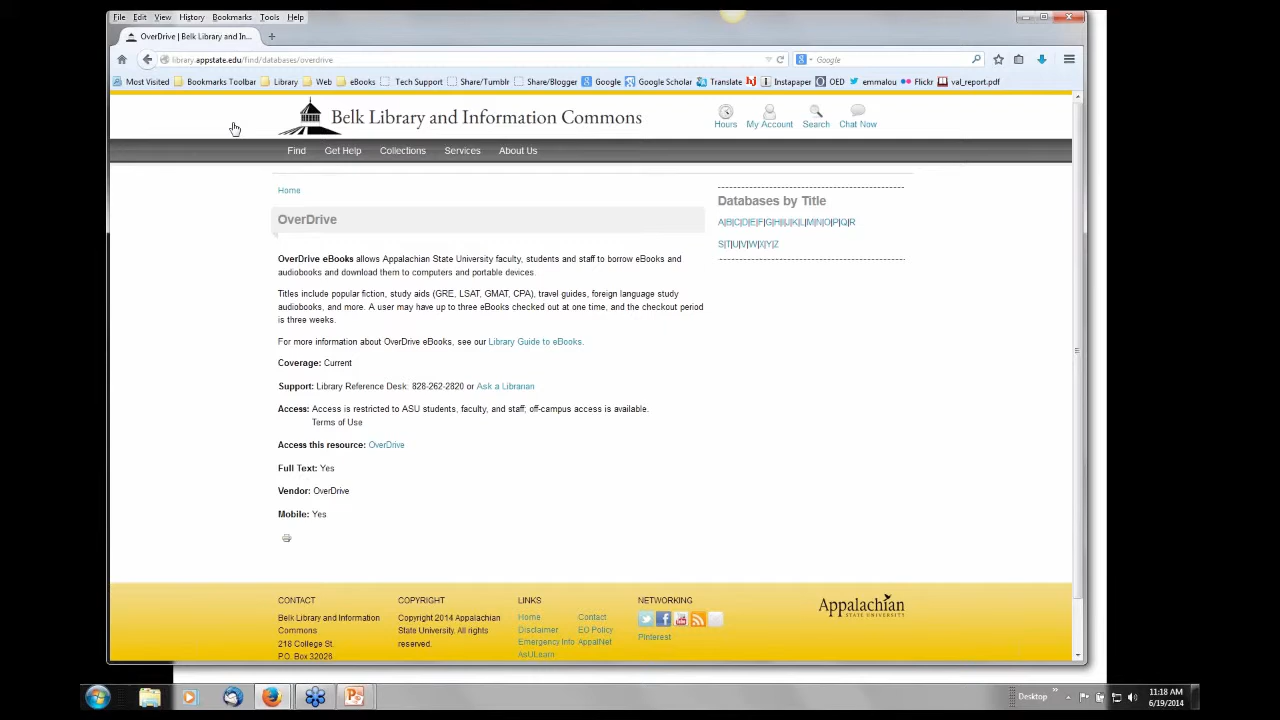 File Edit View History Bookmarks Tools Help
OverDrive | Belk Library and In...
library.appstate.edu/find/databases/overdrive
Google
Most Visited Bookmarks Toolbar Library Web eBooks Tech Support Share/Tumblr Share/Blogger Google Google Scholar Translate Instapaper OED emmalou Flickr val_report.pdf
Belk Library and Information Commons
Hours My Account Search Chat Now
Find Get Help Collections Services About Us
Home
OverDrive
OverDrive eBooks allows Appalachian State University faculty, students and staff to borrow eBooks and
audiobooks and download them to computers and portable devices.
Titles include popular fiction, study aids (GRE, LSAT, GMAT, CPA), travel guides, foreign language study
audiobooks, and more. A user may have up to three eBooks checked out at one time, and the checkout period
is three weeks.
For more information about OverDrive eBooks, see our Library Guide to eBooks.
Coverage: Current
Support: Library Reference Desk: 828-262-2820 or Ask a Librarian
Access: Access is restricted to ASU students, faculty, and staff; off-campus access is available.
Terms of Use
Access this resource: OverDrive
Full Text: Yes
Vendor: OverDrive
Mobile: Yes
Databases by Title
A|B|C|D|E|F|G|H|I|J|K|L|M|N|O|P|Q|R
S|T|U|V|W|X|Y|Z
CONTACT
Belk Library and Information
Commons
218 College St.
P.O. Box 32026
COPYRIGHT
Copyright 2014 Appalachian
State University. All rights
reserved.
LINKS
Home Contact
Disclaimer EO Policy
Emergency Info AppalNet
AsULearn
NETWORKING
Pinterest
Appalachian
STATE UNIVERSITY
Desktop
11:18 AM
6/19/2014